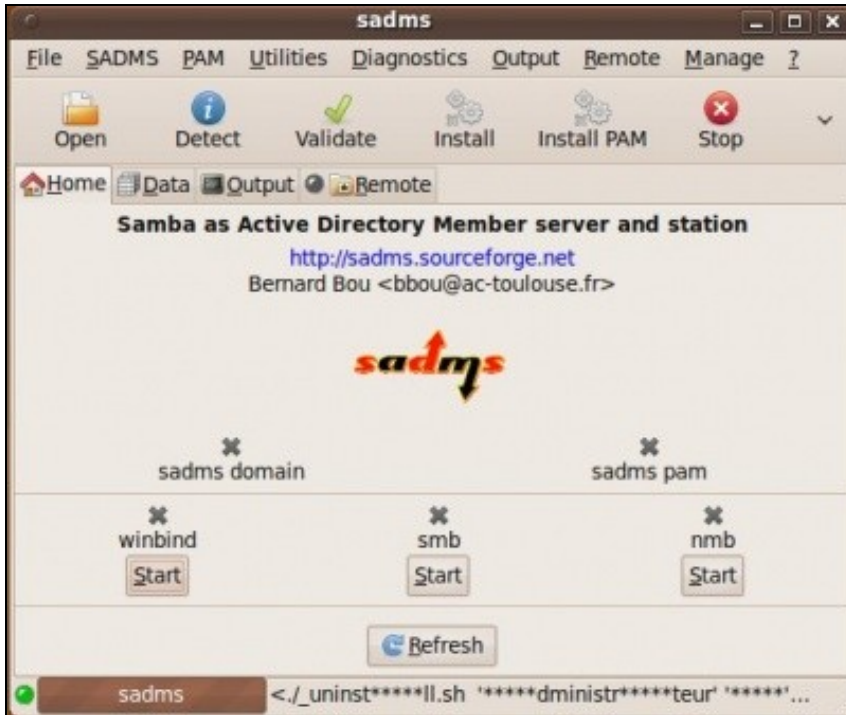 sadms
File SADMS PAM Utilities Diagnostics Output Remote Manage ?
Open Detect Validate Install Install PAM Stop
Home Data Output Remote
Samba as Active Directory Member server and station
http://sadms.sourceforge.net
Bernard Bou <bbou@ac-toulouse.fr>
sadms
sadms domain sadms pam
winbind smb nmb
Start Start Start
Refresh
sadms <./_uninst*****ll.sh '*****dministr*****teur' '*****'...